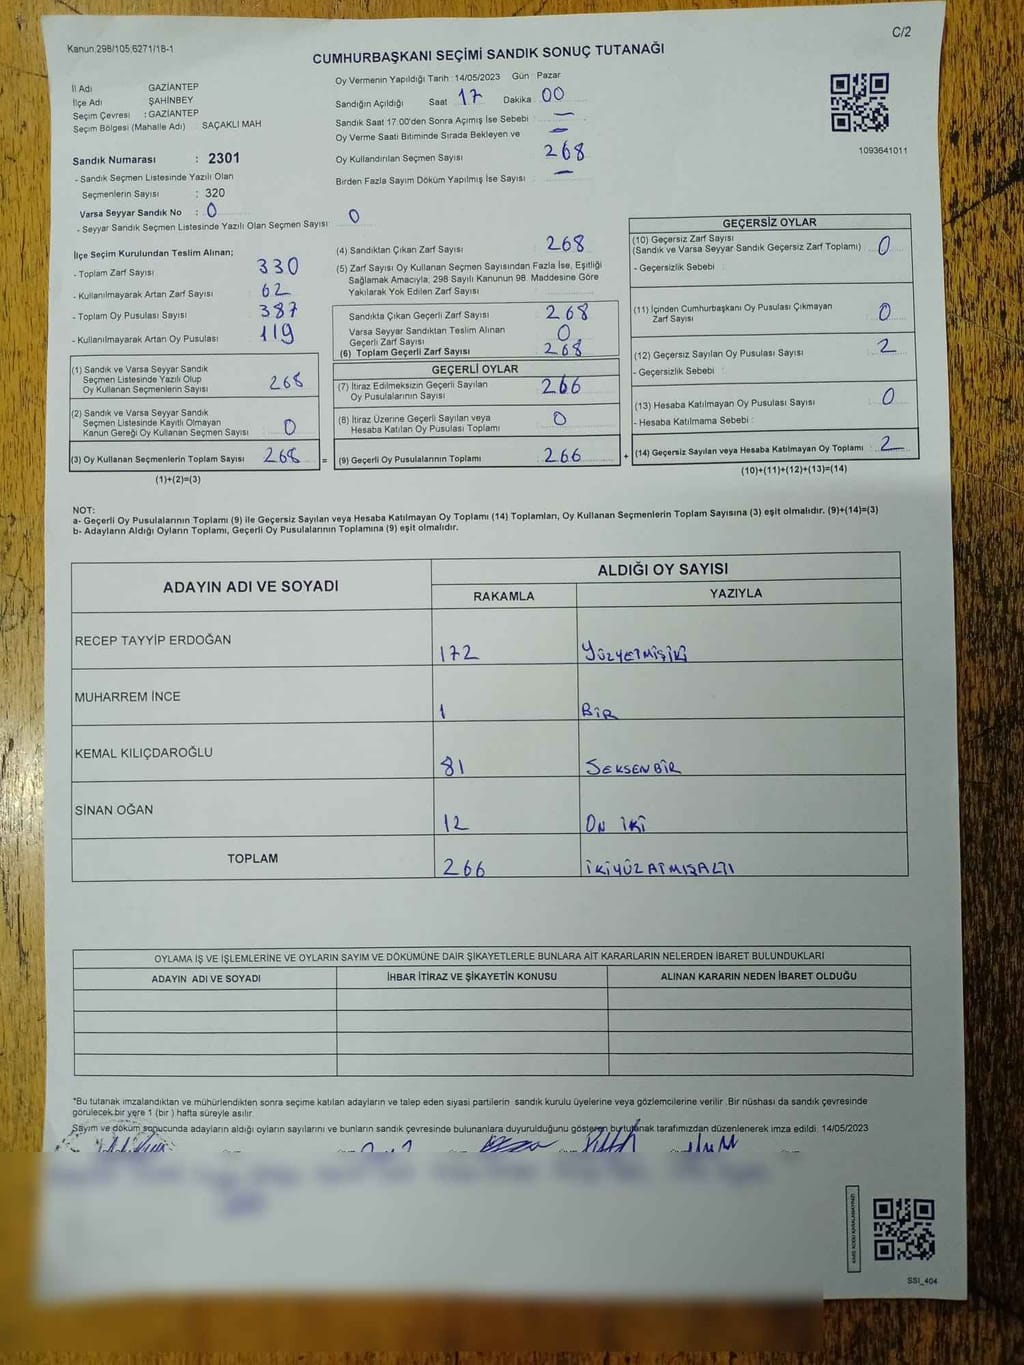 Kanun:298/105,6271/18-1
C/2
CUMHURBAŞKANI SEÇİMİ SANDIK SONUÇ TUTANAĞI
İl Adı GAZİANTEP
İlçe Adı ŞAHİNBEY
Seçim Çevresi : GAZİANTEP
Seçim Bölgesi (Mahalle Adı) SAÇAKLI MAH
Sandık Numarası : 2301
- Sandık Seçmen Listesinde Yazılı Olan
Seçmenlerin Sayısı : 320
Varsa Seyyar Sandık No : 0
- Seyyar Sandık Seçmen Listesinde Yazılı Olan Seçmen Sayısı: 0
Oy Vermenin Yapıldığı Tarih : 14/05/2023 Gün Pazar
Sandığın Açıldığı Saat 17 Dakika 00
Sandık Saat 17.00'den Sonra Açımış İse Sebebi : —
Oy Verme Saati Bitiminde Sırada Bekleyen ve —
Oy Kullandırılan Seçmen Sayısı 268
Birden Fazla Sayım Döküm Yapılmış İse Sayısı : —
1093641011
İlçe Seçim Kurulundan Teslim Alınan;
- Toplam Zarf Sayısı 330
- Kullanılmayarak Artan Zarf Sayısı 62
- Toplam Oy Pusulası Sayısı 387
- Kullanılmayarak Artan Oy Pusulası 119
(1) Sandık ve Varsa Seyyar Sandık
Seçmen Listesinde Yazılı Olup
Oy Kullanan Seçmenlerin Sayısı 268
(2) Sandık ve Varsa Seyyar Sandık
Seçmen Listesinde Kayıtlı Olmayan
Kanun Gereği Oy Kullanan Seçmen Sayısı 0
(3) Oy Kullanan Seçmenlerin Toplam Sayısı 268 =
(1)+(2)=(3)
(4) Sandıktan Çıkan Zarf Sayısı 268
(5) Zarf Sayısı Oy Kullanan Seçmen Sayısından Fazla İse, Eşitliği
Sağlamak Amacıyla; 298 Sayılı Kanunun 98. Maddesine Göre
Yakılarak Yok Edilen Zarf Sayısı
Sandıkta Çıkan Geçerli Zarf Sayısı 268
Varsa Seyyar Sandıktan Teslim Alınan
Geçerli Zarf Sayısı 0
(6) Toplam Geçerli Zarf Sayısı 268
GEÇERLİ OYLAR
(7) İtiraz Edilmeksizin Geçerli Sayılan
Oy Pusulalarının Sayısı 266
(8) İtiraz Üzerine Geçerli Sayılan veya
Hesaba Katılan Oy Pusulası Toplamı 0
(9) Geçerli Oy Pusulalarının Toplamı 266 +
GEÇERSİZ OYLAR
(10) Geçersiz Zarf Sayısı
(Sandık ve Varsa Seyyar Sandık Geçersiz Zarf Toplamı) 0
- Geçersizlik Sebebi :
(11) İçinden Cumhurbaşkanı Oy Pusulası Çıkmayan
Zarf Sayısı 0
(12) Geçersiz Sayılan Oy Pusulası Sayısı 2
- Geçersizlik Sebebi :
(13) Hesaba Katılmayan Oy Pusulası Sayısı 0
- Hesaba Katılmama Sebebi :
(14) Geçersiz Sayılan veya Hesaba Katılmayan Oy Toplamı : 2
(10)+(11)+(12)+(13)=(14)
NOT:
a- Geçerli Oy Pusulalarının Toplamı (9) ile Geçersiz Sayılan veya Hesaba Katılmayan Oy Toplamı (14) Toplamları, Oy Kullanan Seçmenlerin Toplam Sayısına (3) eşit olmalıdır. (9)+(14)=(3)
b- Adayların Aldığı Oyların Toplamı, Geçerli Oy Pusulalarının Toplamına (9) eşit olmalıdır.
ADAYIN ADI VE SOYADI ALDIĞI OY SAYISI
RAKAMLA YAZIYLA
RECEP TAYYİP ERDOĞAN 172 YÜZYETMİŞİKİ
MUHARREM İNCE 1 BİR
KEMAL KILIÇDAROĞLU 81 SEKSENBİR
SİNAN OĞAN 12 ON İKİ
TOPLAM 266 İKİYÜZATMIŞALTI
OYLAMA İŞ VE İŞLEMLERİNE VE OYLARIN SAYIM VE DÖKÜMÜNE DAİR ŞİKAYETLERLE BUNLARA AİT KARARLARIN NELERDEN İBARET BULUNDUKLARI
ADAYIN ADI VE SOYADI İHBAR İTİRAZ VE ŞİKAYETİN KONUSU ALINAN KARARIN NEDEN İBARET OLDUĞU
*Bu tutanak imzalandıktan ve mühürlendikten sonra seçime katılan adayların ve talep eden siyasi partilerin sandık kurulu üyelerine veya gözlemcilerine verilir .Bir nüshası da sandık çevresinde
görülecek bir yere 1 (bir ) hafta süreyle asılır.
Sayım ve döküm sonucunda adayların aldığı oyların sayılarını ve bunların sandık çevresinde bulunanlara duyurulduğunu gösteren bu tutanak tarafımızdan düzenlenerek imza edildi. 14/05/2023
SSI_404